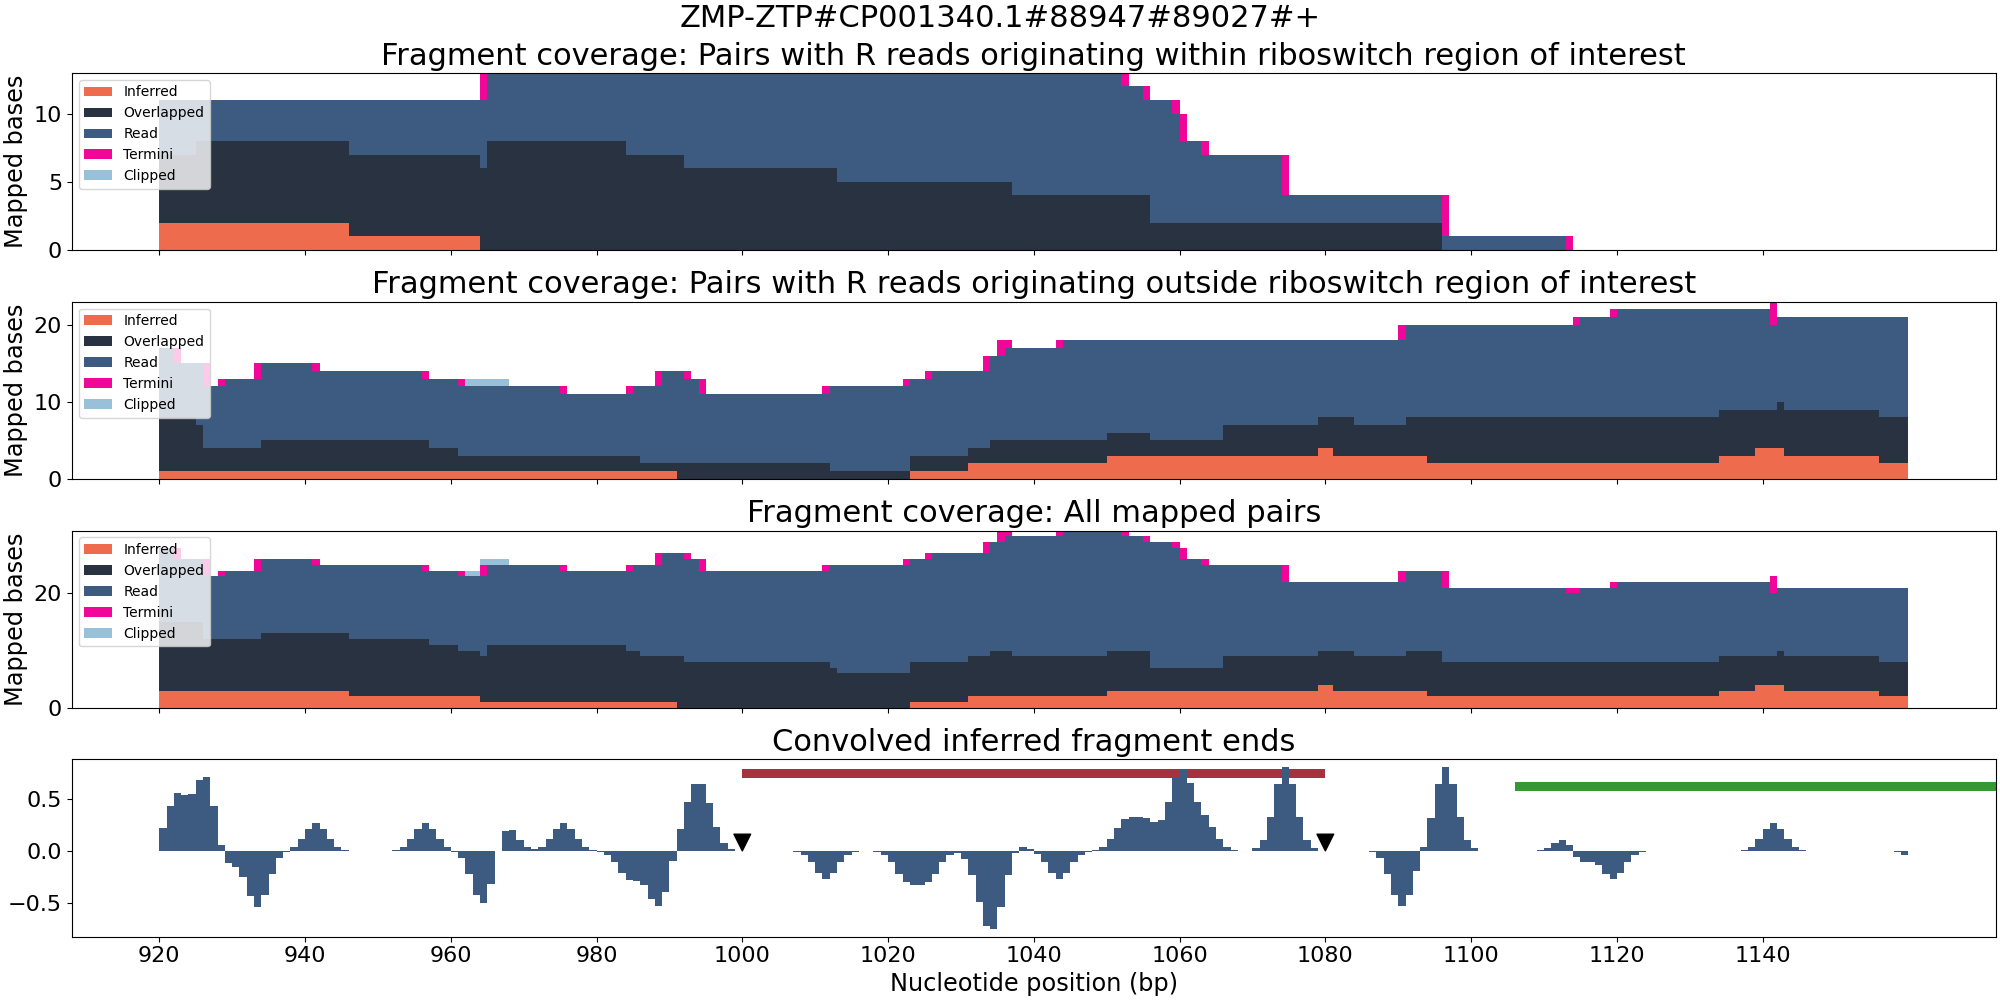 ZMP-ZTP#CP001340.1#88947#89027#+
Fragment coverage: Pairs with R reads originating within riboswitch region of interest
Mapped bases
10
5
0
Inferred
Overlapped
Read
Termini
Clipped
Fragment coverage: Pairs with R reads originating outside riboswitch region of interest
Mapped bases
20
10
0
Inferred
Overlapped
Read
Termini
Clipped
Fragment coverage: All mapped pairs
Mapped bases
20
0
Inferred
Overlapped
Read
Termini
Clipped
Convolved inferred fragment ends
0.5
0.0
−0.5
920 940 960 980 1000 1020 1040 1060 1080 1100 1120 1140
Nucleotide position (bp)